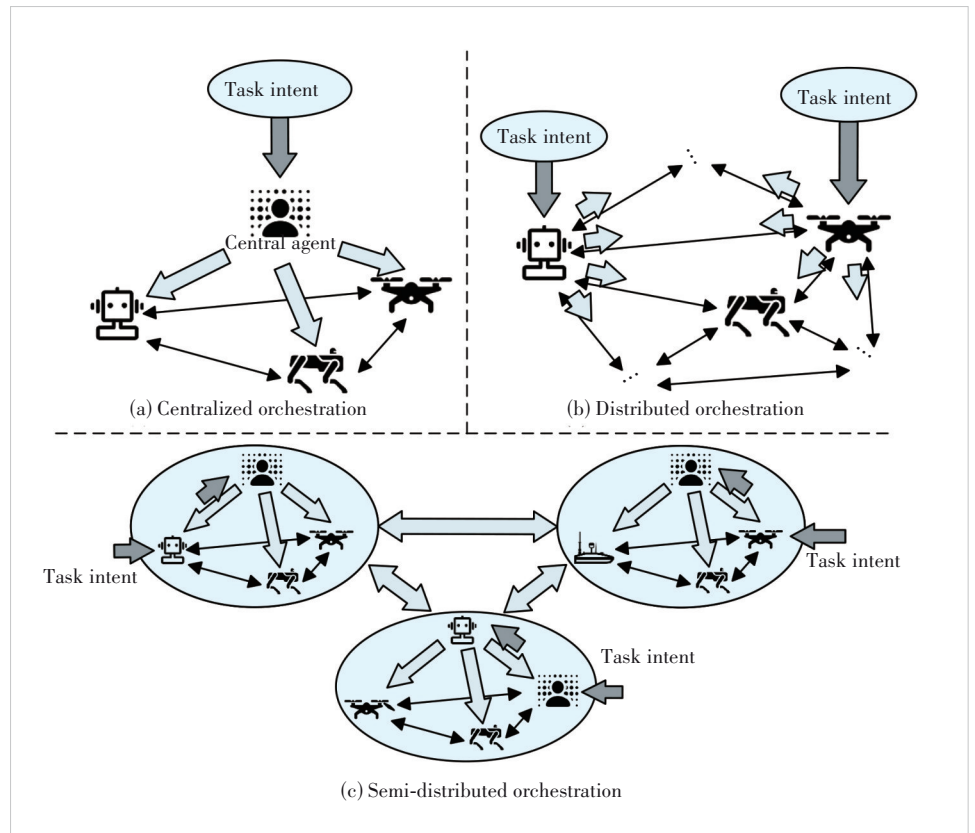 Task intent
Central agent
(a) Centralized orchestration
Task intent
Task intent
(b) Distributed orchestration
Task intent
Task intent
Task intent
(c) Semi-distributed orchestration